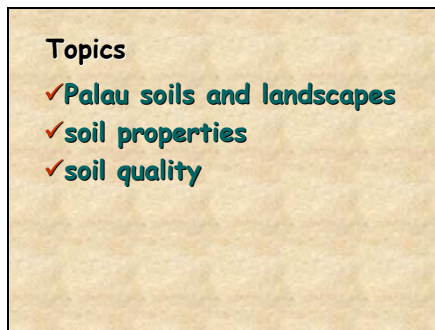 Topics
✓Palau soils and landscapes
✓soil properties
✓soil quality